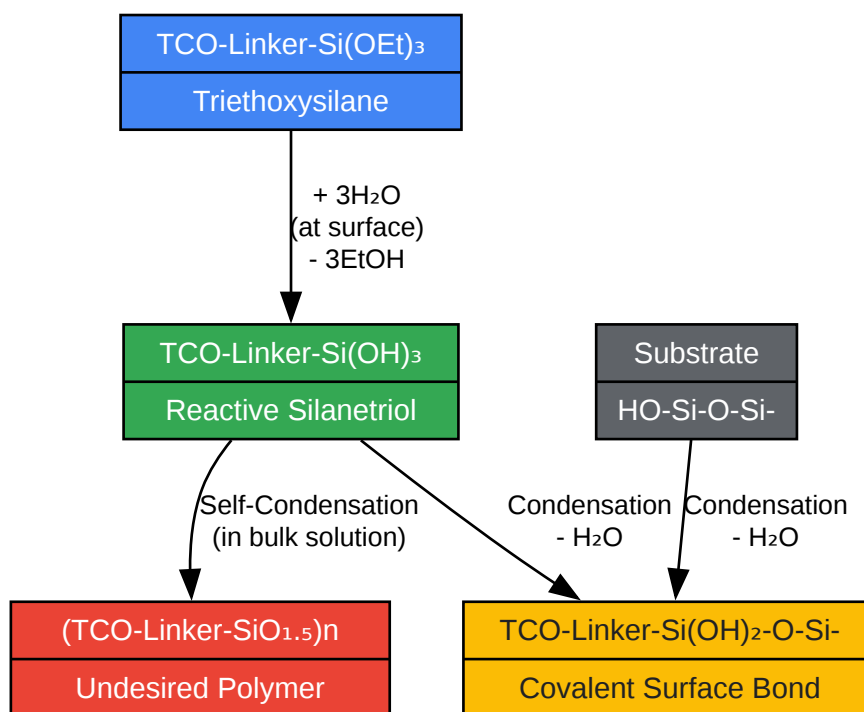 TCO-Linker-Si(OEt)₃
Triethoxysilane
+ 3H₂O
(at surface)
- 3EtOH
TCO-Linker-Si(OH)₃
Reactive Silanetriol
Substrate
HO-Si-O-Si-
Self-Condensation
(in bulk solution)
Condensation
- H₂O
Condensation
- H₂O
(TCO-Linker-SiO₁.₅)n
Undesired Polymer
TCO-Linker-Si(OH)₂-O-Si-
Covalent Surface Bond